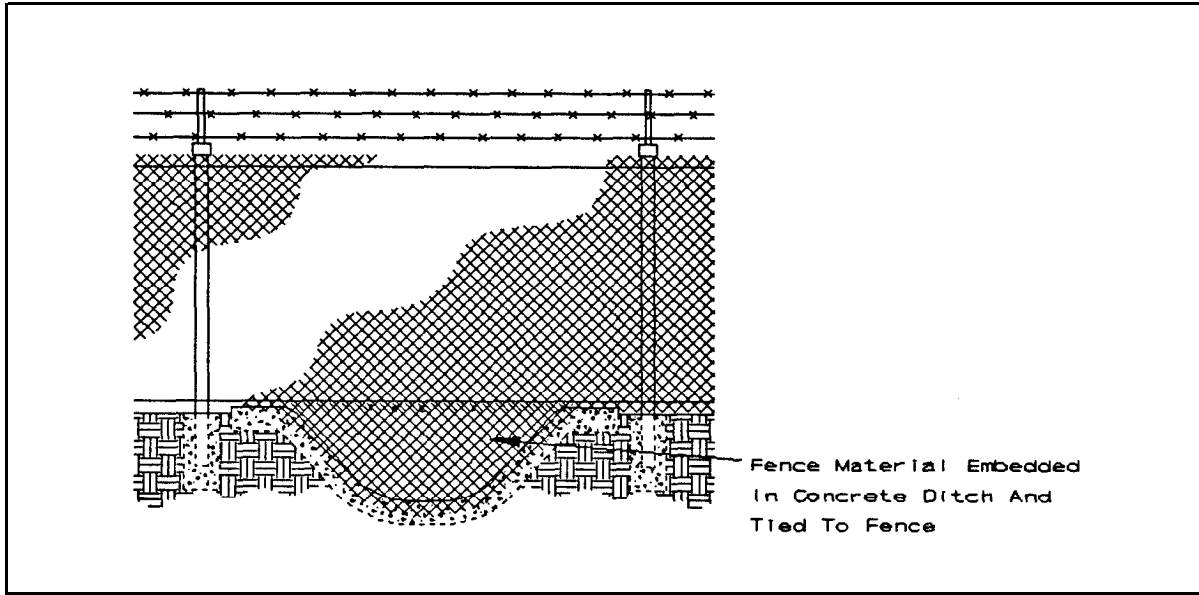 Fence Material Embedded
in Concrete Ditch And
Tied To Fence